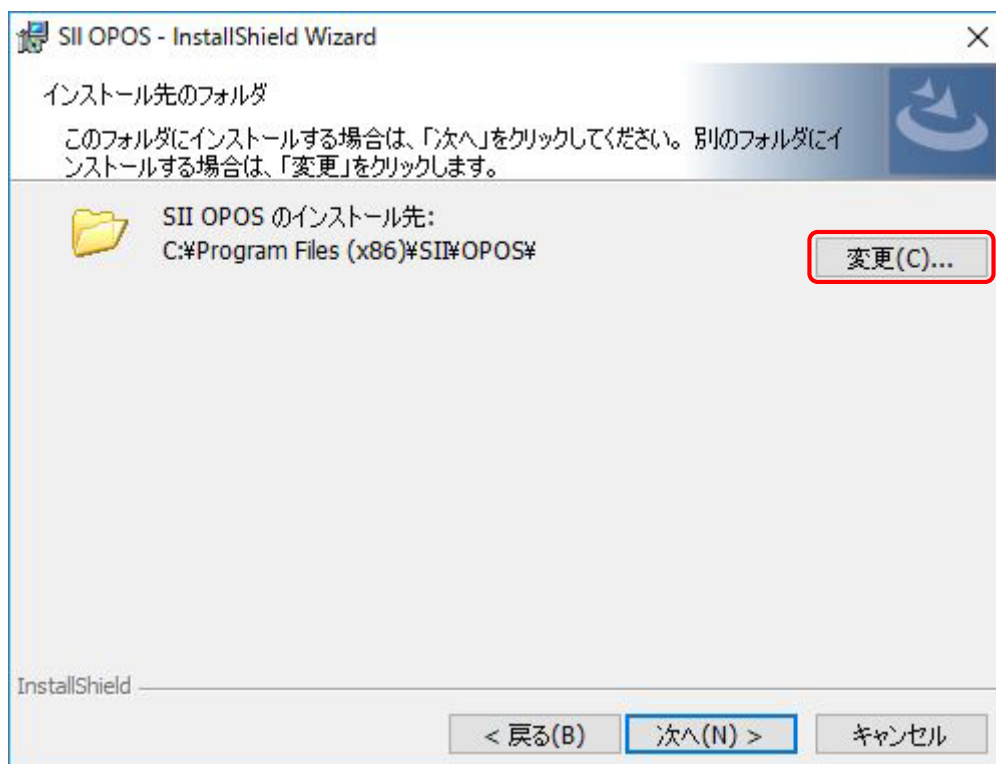 SII OPOS - InstallShield Wizard
インストール先のフォルダ
このフォルダにインストールする場合は、「次へ」をクリックしてください。別のフォルダにイ
ンストールする場合は、「変更」をクリックします。
SII OPOS のインストール先:
C:¥Program Files (x86)¥SII¥OPOS¥
変更(C)...
InstallShield
< 戻る(B)
次へ(N) >
キャンセル